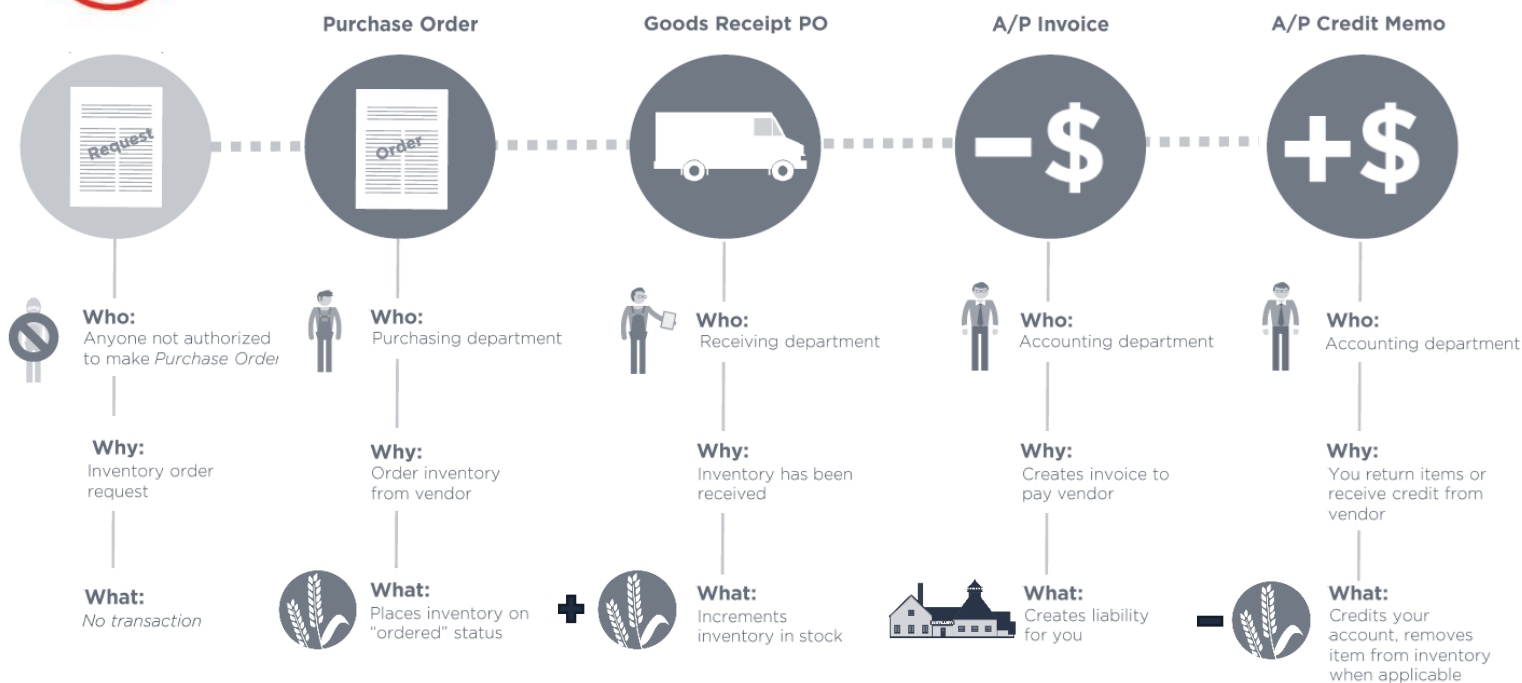 Purchase Order
Goods Receipt PO
A/P Invoice
A/P Credit Memo
Request
Order
-$
+$
Who:
Anyone not authorized
to make Purchase Order
Who:
Purchasing department
Who:
Receiving department
Who:
Accounting department
Who:
Accounting department
Why:
Inventory order
request
Why:
Order inventory
from vendor
Why:
Inventory has been
received
Why:
Creates invoice to
pay vendor
Why:
You return items or
receive credit from
vendor
What:
No transaction
What:
Places inventory on
“ordered” status
+
What:
Increments
inventory in stock
DISTILLERY
What:
Creates liability
for you
-
What:
Credits your
account, removes
item from inventory
when applicable